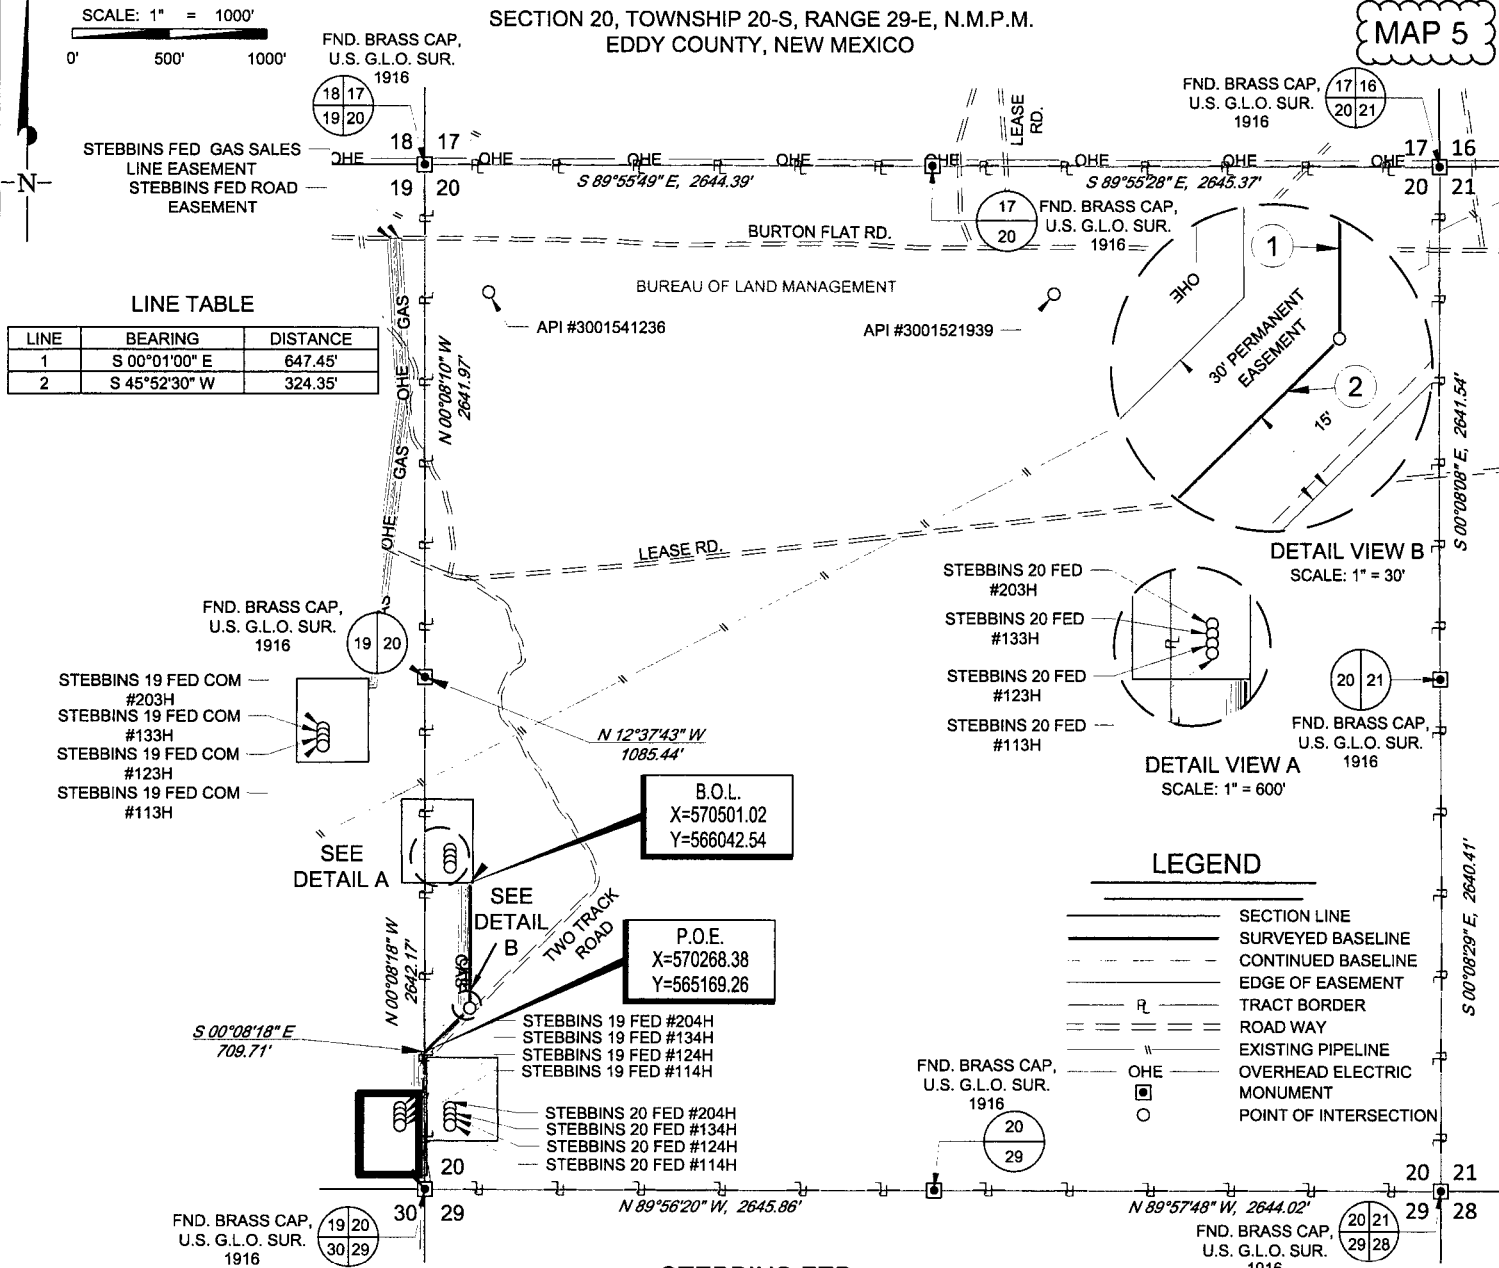 SCALE: 1" = 1000'
0' 500' 1000'
SECTION 20, TOWNSHIP 20-S, RANGE 29-E, N.M.P.M.
EDDY COUNTY, NEW MEXICO
MAP 5
FND. BRASS CAP,
U.S. G.L.O. SUR.
1916
18 17
19 20
FND. BRASS CAP,
U.S. G.L.O. SUR.
1916
17 16
20 21
LEASE
RD.
STEBBINS FED GAS SALES
LINE EASEMENT
STEBBINS FED ROAD
EASEMENT
-N-
18 17
19 20
OHE OHE OHE OHE OHE OHE OHE OHE
17 16
20 21
S 89°55'49" E, 2644.39'
S 89°55'28" E, 2645.37'
17
20
FND. BRASS CAP,
U.S. G.L.O. SUR.
1916
BURTON FLAT RD.
BUREAU OF LAND MANAGEMENT
API #3001541236
API #3001521939
LINE TABLE
LINE BEARING DISTANCE
1 S 00°01'00" E 647.45'
2 S 45°52'30" W 324.35'
GAS
OHE
GAS
OHE
N 00°08'10" W
2641.97'
1
OHE
30' PERMANENT
EASEMENT
2
15'
DETAIL VIEW B
SCALE: 1" = 30'
S 00°08'08" E, 2641.54'
LEASE RD.
FND. BRASS CAP,
U.S. G.L.O. SUR.
1916
19 20
STEBBINS 19 FED COM
#203H
STEBBINS 19 FED COM
#133H
STEBBINS 19 FED COM
#123H
STEBBINS 19 FED COM
#113H
N 12°37'43" W
1085.44'
STEBBINS 20 FED
#203H
STEBBINS 20 FED
#133H
STEBBINS 20 FED
#123H
STEBBINS 20 FED
#113H
PL
DETAIL VIEW A
SCALE: 1" = 600'
20 21
FND. BRASS CAP,
U.S. G.L.O. SUR.
1916
B.O.L.
X=570501.02
Y=566042.54
SEE
DETAIL A
SEE
DETAIL
B
TWO TRACK
ROAD
GAS
P.O.E.
X=570268.38
Y=565169.26
N 00°08'18" W
2642.17'
S 00°08'18" E
709.71'
STEBBINS 19 FED #204H
STEBBINS 19 FED #134H
STEBBINS 19 FED #124H
STEBBINS 19 FED #114H
STEBBINS 20 FED #204H
STEBBINS 20 FED #134H
STEBBINS 20 FED #124H
STEBBINS 20 FED #114H
LEGEND
SECTION LINE
SURVEYED BASELINE
CONTINUED BASELINE
EDGE OF EASEMENT
PL TRACT BORDER
ROAD WAY
EXISTING PIPELINE
OHE OVERHEAD ELECTRIC
MONUMENT
POINT OF INTERSECTION
S 00°08'29" E, 2640.41'
FND. BRASS CAP,
U.S. G.L.O. SUR.
1916
20
29
20
30 29
20 21
29 28
N 89°56'20" W, 2645.86'
N 89°57'48" W, 2644.02'
FND. BRASS CAP,
U.S. G.L.O. SUR.
1916
19 20
30 29
FND. BRASS CAP,
U.S. G.L.O. SUR.
1916
20 21
29 28